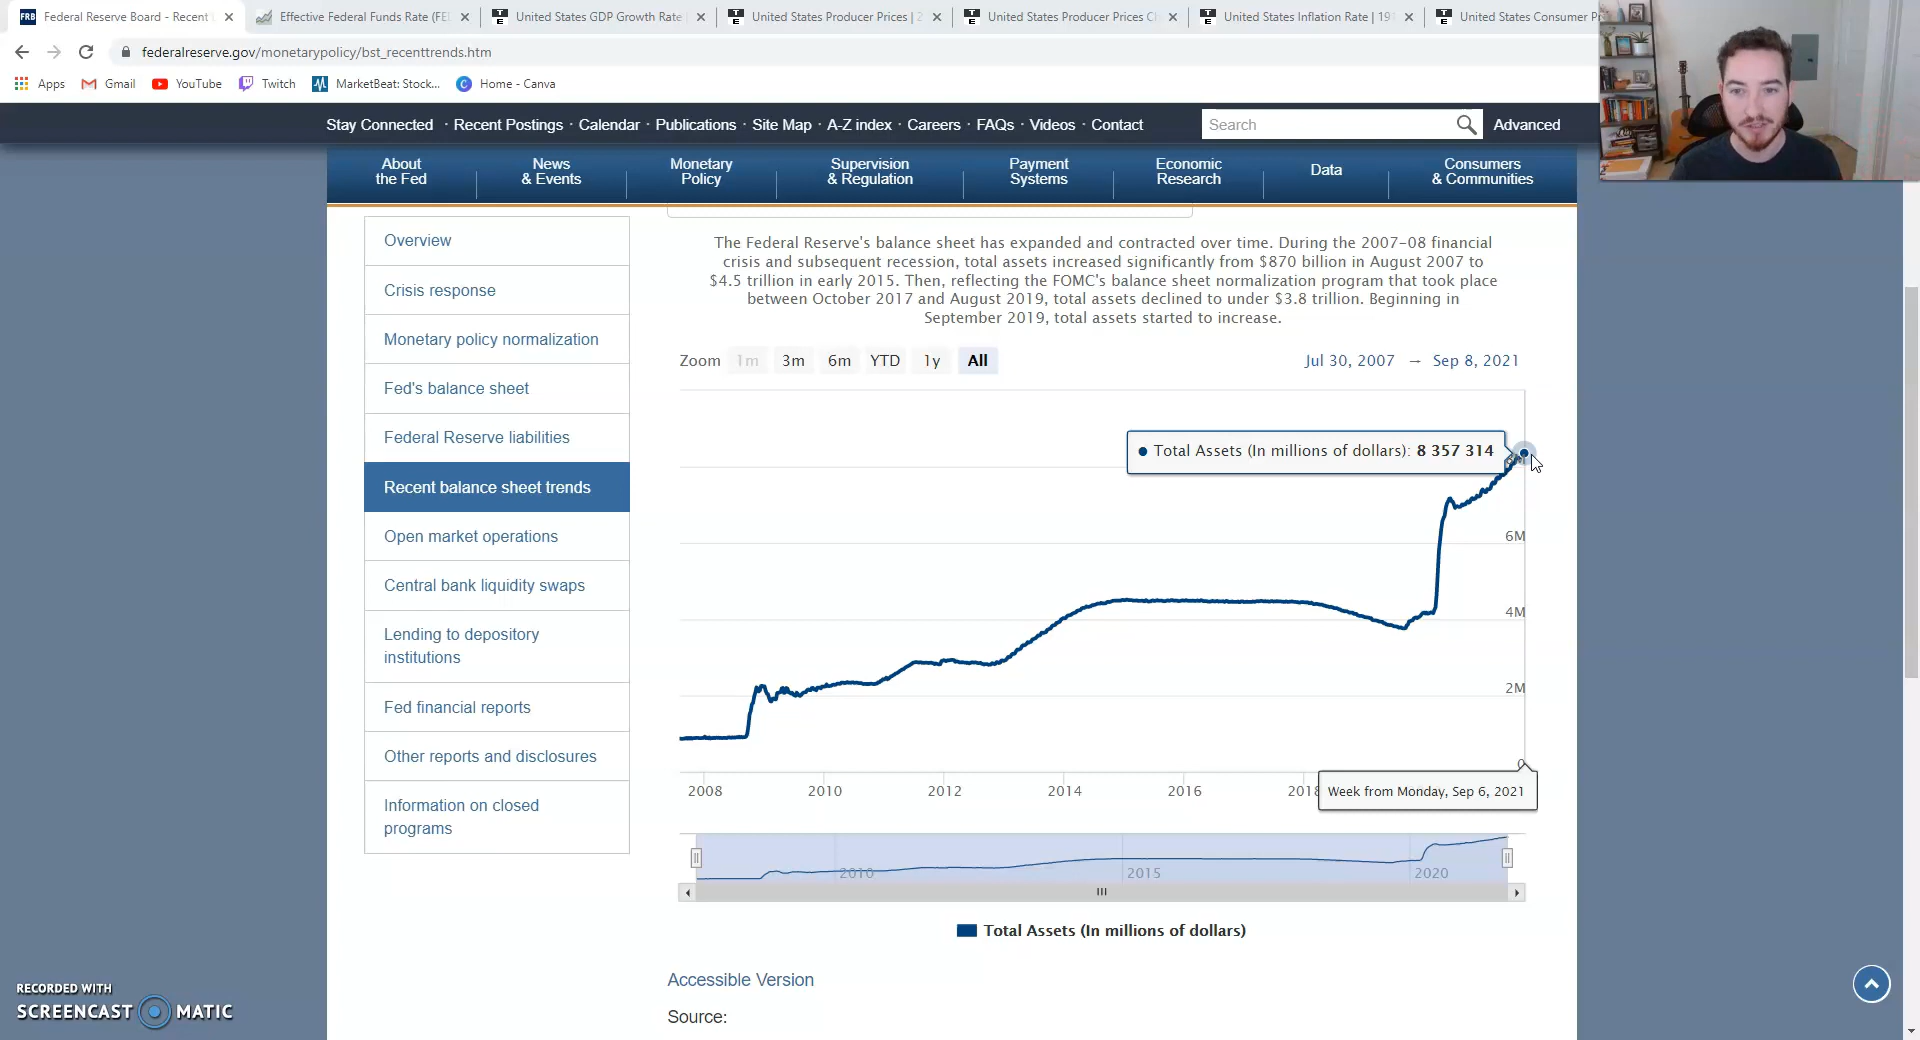 FRB Federal Reserve Board - Recent
Effective Federal Funds Rate (FE
TE United States GDP Growth Rate
TE United States Producer Prices | 2
TE United States Producer Prices C
TE United States Inflation Rate | 19
TE United States Consumer P
federalreserve.gov/monetarypolicy/bst_recenttrends.htm
Apps Gmail YouTube Twitch MarketBeat: Stock... C Home - Canva
Stay Connected · Recent Postings · Calendar · Publications · Site Map · A-Z index · Careers · FAQs · Videos · Contact
Search
Advanced
About
the Fed
News
& Events
Monetary
Policy
Supervision
& Regulation
Payment
Systems
Economic
Research
Data
Consumers
& Communities
Overview
Crisis response
Monetary policy normalization
Fed's balance sheet
Federal Reserve liabilities
Recent balance sheet trends
Open market operations
Central bank liquidity swaps
Lending to depository
institutions
Fed financial reports
Other reports and disclosures
Information on closed
programs
The Federal Reserve's balance sheet has expanded and contracted over time. During the 2007-08 financial
crisis and subsequent recession, total assets increased significantly from $870 billion in August 2007 to
$4.5 trillion in early 2015. Then, reflecting the FOMC's balance sheet normalization program that took place
between October 2017 and August 2019, total assets declined to under $3.8 trillion. Beginning in
September 2019, total assets started to increase.
Zoom 1m 3m 6m YTD 1y All
Jul 30, 2007 → Sep 8, 2021
Total Assets (In millions of dollars): 8 357 314
6M
4M
2M
0
2008 2010 2012 2014 2016 2018
Week from Monday, Sep 6, 2021
2010 2015 2020
Total Assets (In millions of dollars)
Accessible Version
Source:
RECORDED WITH
SCREENCAST MATIC